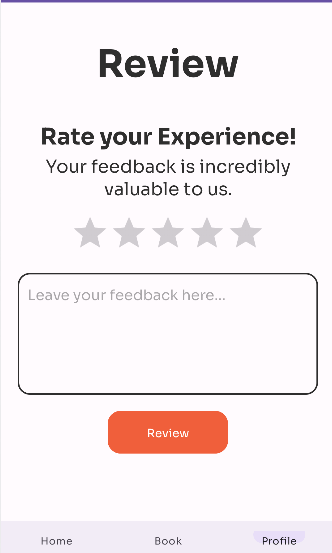 Review
Rate your Experience!
Your feedback is incredibly
valuable to us.
Leave your feedback here...
Review
Home
Book
Profile